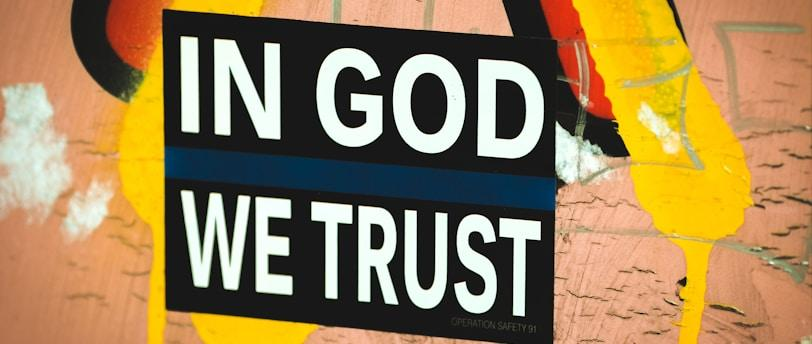 IN GOD
WE TRUST
OPERATION SAFETY 91